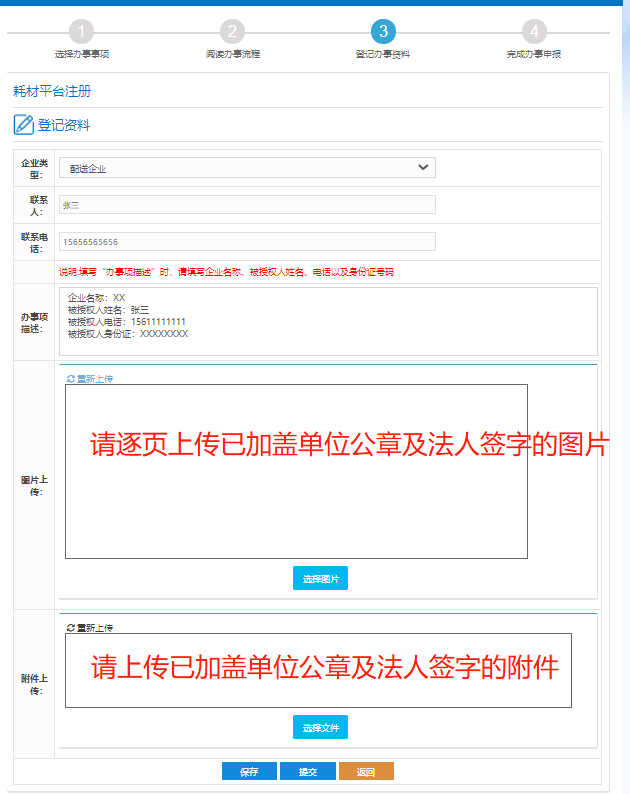 1
2
3
4
选择办事事项
阅读办事流程
登记办事资料
完成办事申报
耗材平台注册
登记资料
企业类型：
配送企业
联系人：
张三
联系电话：
15656565656
说明:填写“办事项描述”时，请填写企业名称、被授权人姓名、电话以及身份证号码
办事项描述：
企业名称：XX
被授权人姓名：张三
被授权人电话：15611111111
被授权人身份证：XXXXXXXX
图片上传：
重新上传
请逐页上传已加盖单位公章及法人签字的图片
选择图片
附件上传：
重新上传
请上传已加盖单位公章及法人签字的附件
选择文件
保存
提交
返回